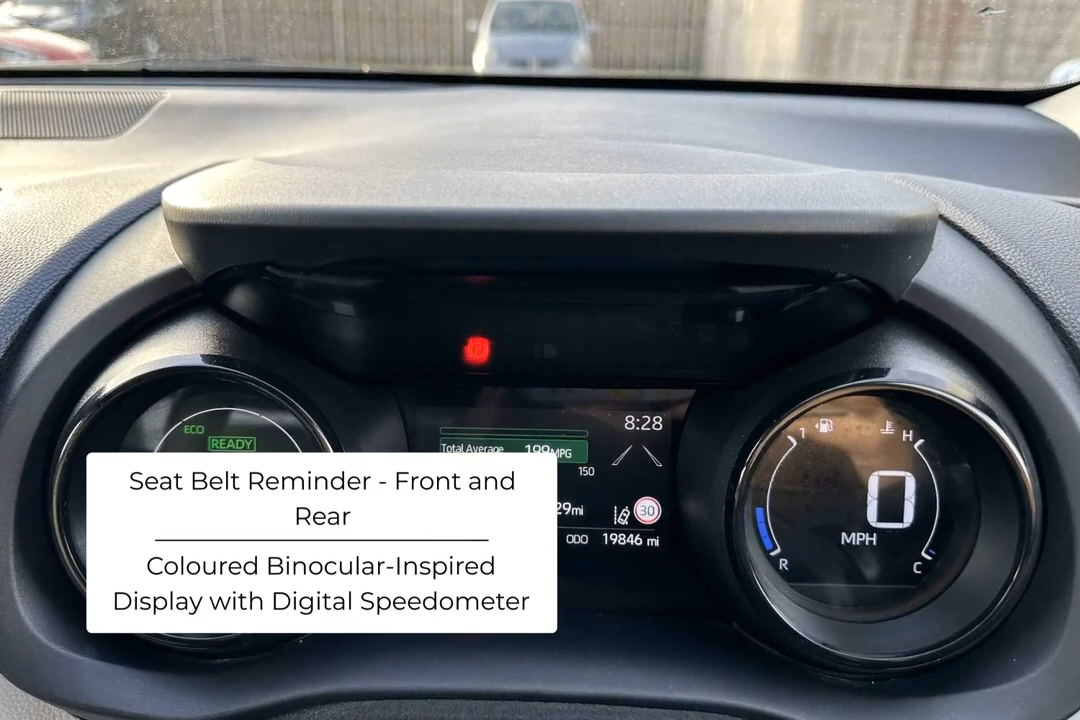 8:28
ECO
READY
Total Average 199MPG
150
29mi
30
ODO 19846 mi
1
H
0
MPH
R
C
Seat Belt Reminder - Front and
Rear
Coloured Binocular-Inspired
Display with Digital Speedometer